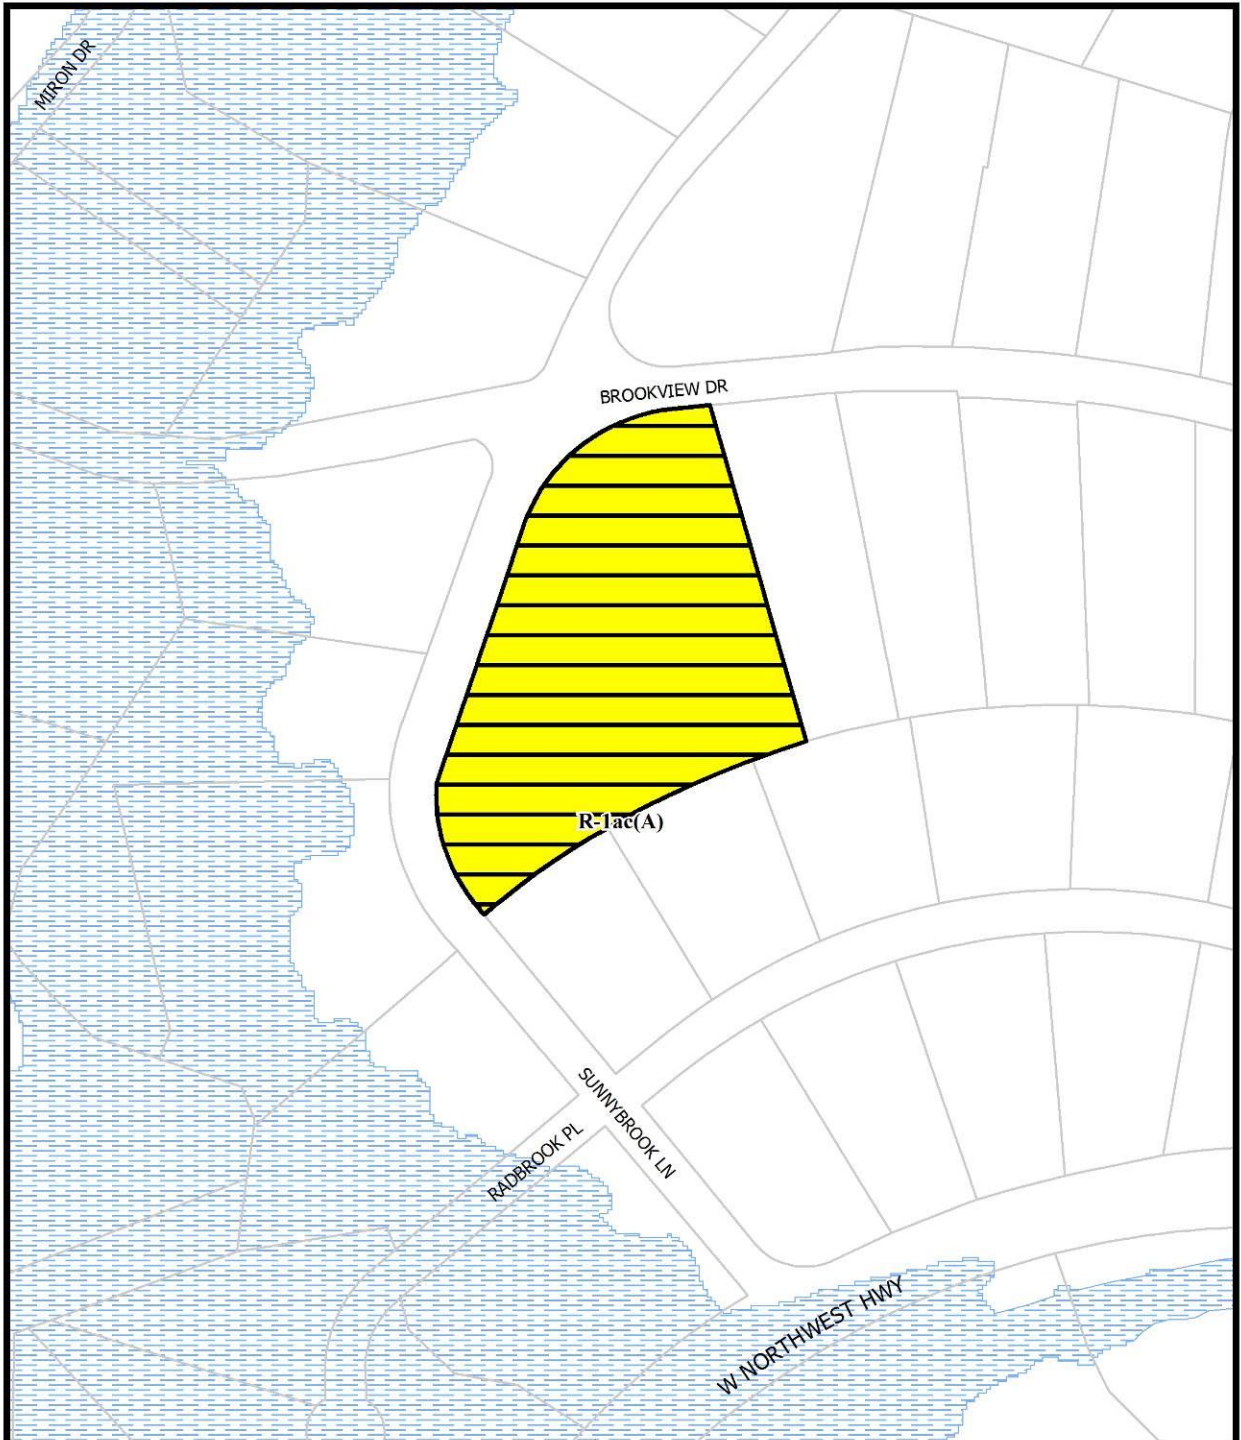 MIRON DR
BROOKVIEW DR
R-1ac(A)
SUNNYBROOK LN
RADBROOK PL
W NORTHWEST HWY